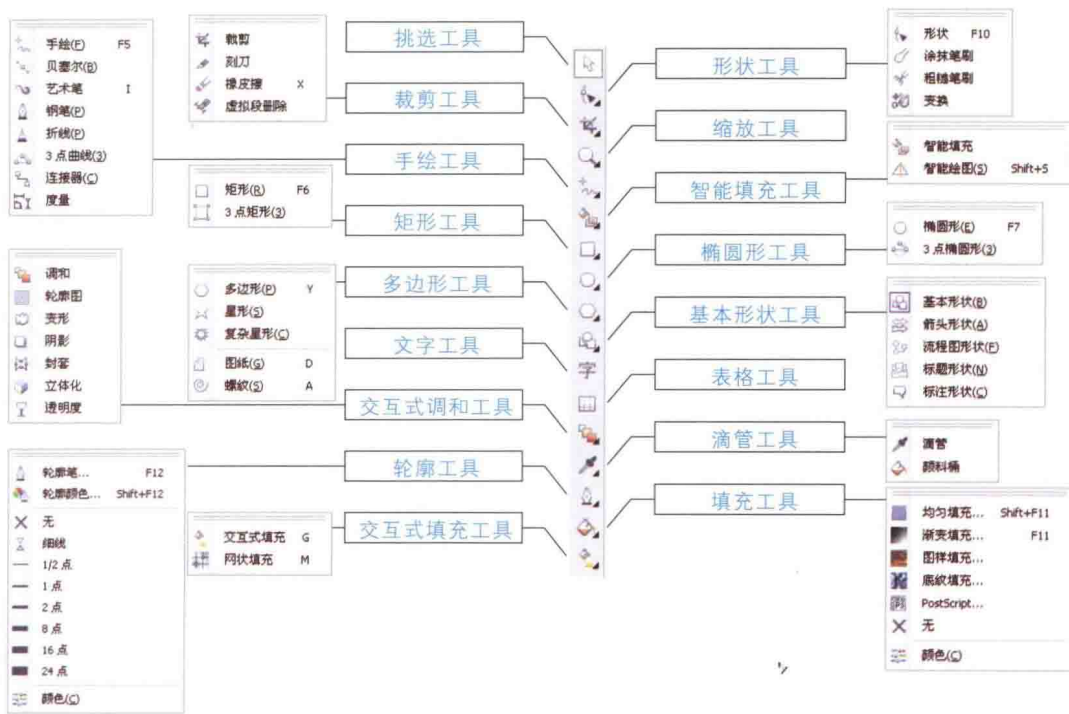 手绘(F) F5
贝塞尔(B)
艺术笔 I
钢笔(P)
折线(P)
3 点曲线(3)
连接器(C)
度量
裁剪
刻刀
橡皮擦 X
虚拟段删除
矩形(R) F6
3 点矩形(3)
调和
轮廓图
变形
阴影
封套
立体化
透明度
多边形(P) Y
星形(S)
复杂星形(C)
图纸(G) D
螺纹(S) A
轮廓笔... F12
轮廓颜色... Shift+F12
无
细线
1/2 点
1 点
2 点
8 点
16 点
24 点
颜色(C)
交互式填充 G
网状填充 M
挑选工具
裁剪工具
手绘工具
矩形工具
多边形工具
文字工具
交互式调和工具
轮廓工具
交互式填充工具
字
形状工具
缩放工具
智能填充工具
椭圆形工具
基本形状工具
表格工具
滴管工具
填充工具
形状 F10
涂抹笔刷
粗糙笔刷
变换
智能填充
智能绘图(S) Shift+S
椭圆形(E) F7
3 点椭圆形(3)
基本形状(B)
箭头形状(A)
流程图形状(F)
标题形状(N)
标注形状(C)
滴管
颜料桶
均匀填充... Shift+F11
渐变填充... F11
图样填充...
底纹填充...
PostScript...
无
颜色(C)